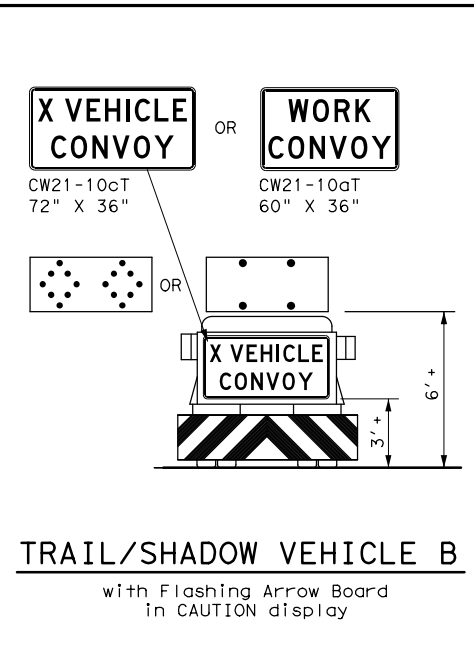 X VEHICLE
CONVOY
OR
WORK
CONVOY
CW21-10cT
72" X 36"
CW21-10aT
60" X 36"
OR
X VEHICLE
CONVOY
6'+
3'+
TRAIL/SHADOW VEHICLE B
with Flashing Arrow Board
in CAUTION display